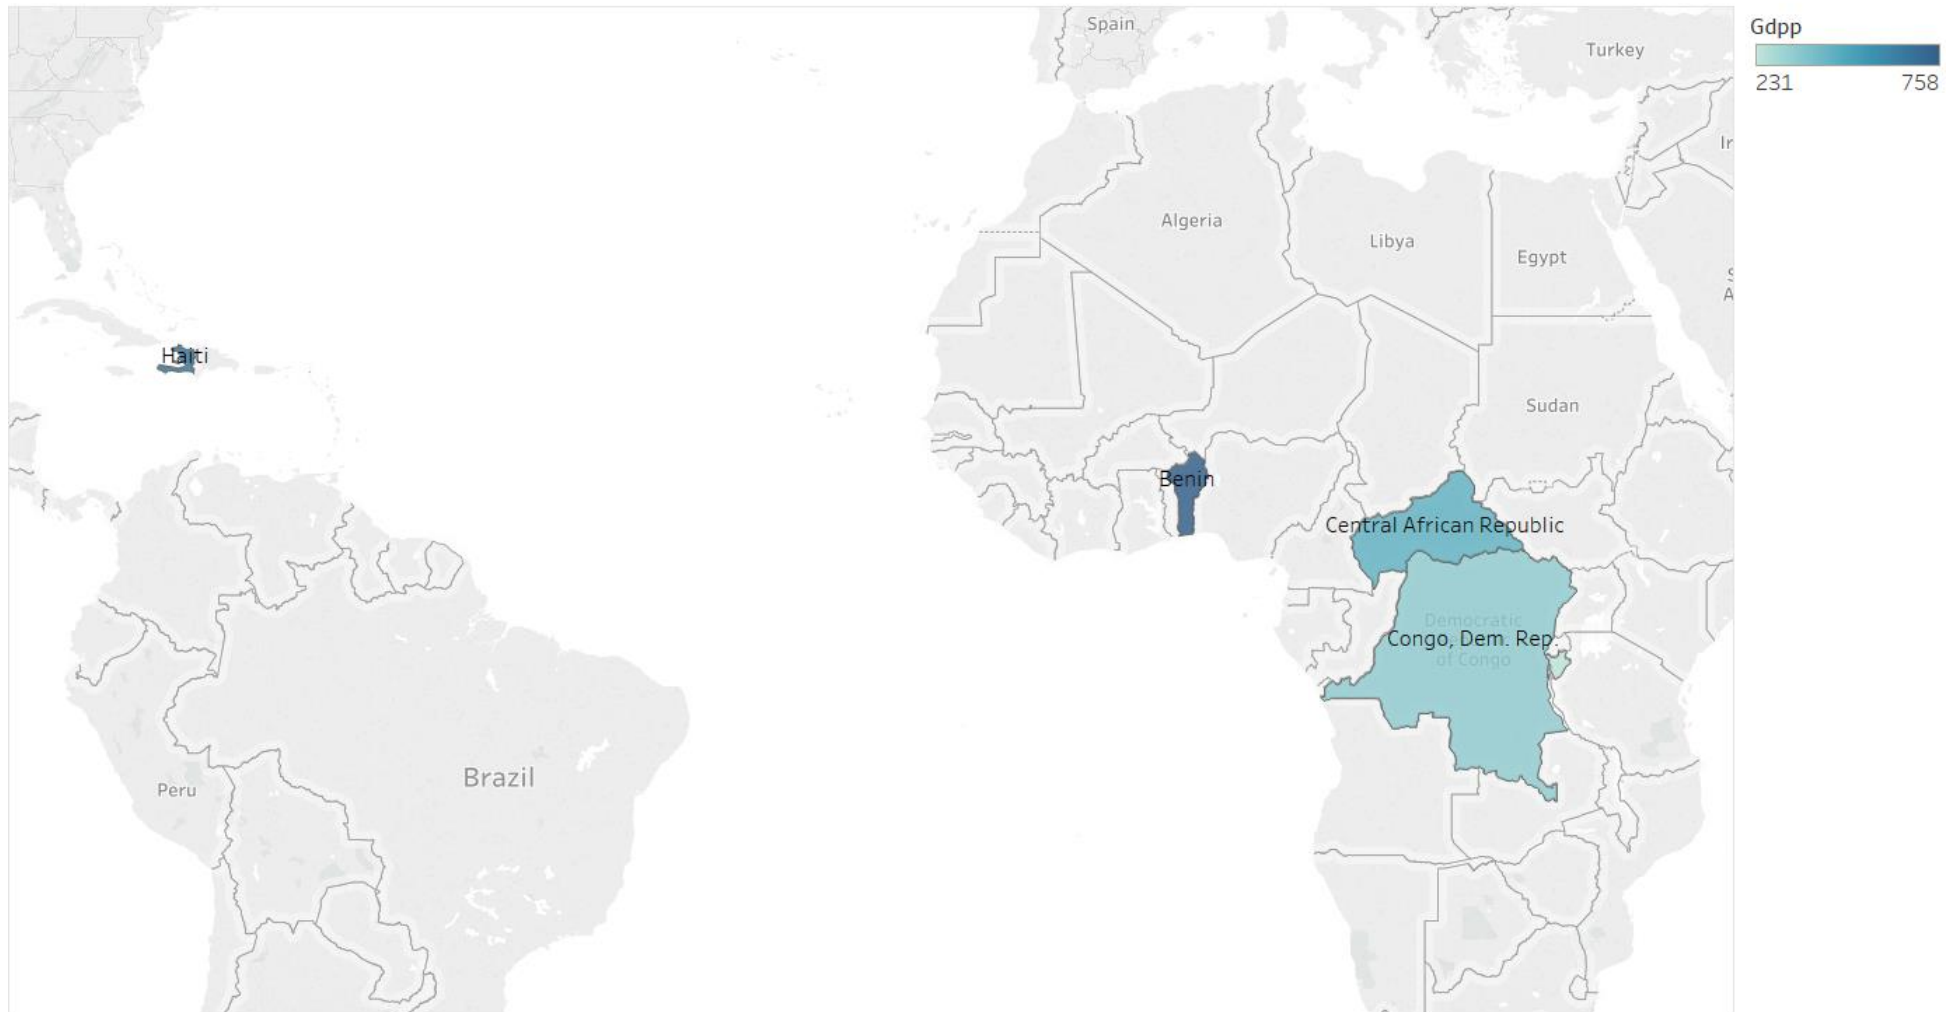 Spain
Turkey
Gdpp
231 758
Ir
Algeria
Libya
Egypt
S
A
Haiti
Sudan
Benin
Central African Republic
Democratic
Congo, Dem. Rep.
of Congo
Brazil
Peru